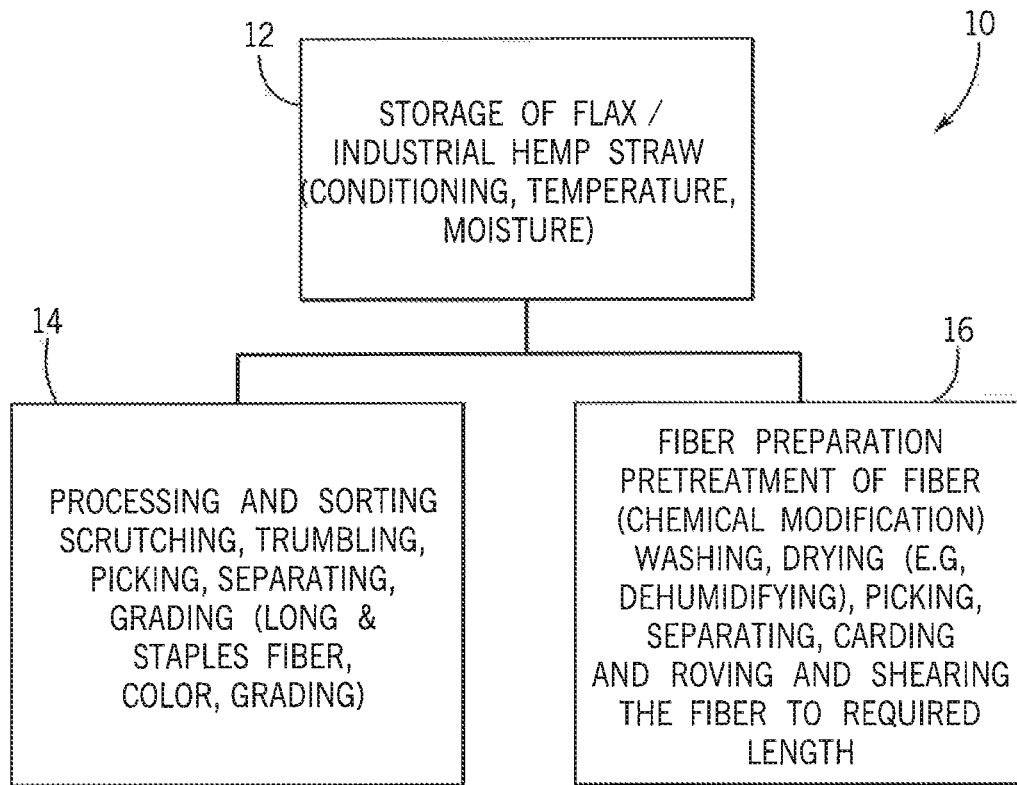 10
12
STORAGE OF FLAX /
INDUSTRIAL HEMP STRAW
(CONDITIONING, TEMPERATURE,
MOISTURE)
14
PROCESSING AND SORTING
SCRUTCHING, TRUMBLING,
PICKING, SEPARATING,
GRADING (LONG &
STAPLES FIBER,
COLOR, GRADING)
16
FIBER PREPARATION
PRETREATMENT OF FIBER
(CHEMICAL MODIFICATION)
WASHING, DRYING (E.G,
DEHUMIDIFYING), PICKING,
SEPARATING, CARDING
AND ROVING AND SHEARING
THE FIBER TO REQUIRED
LENGTH